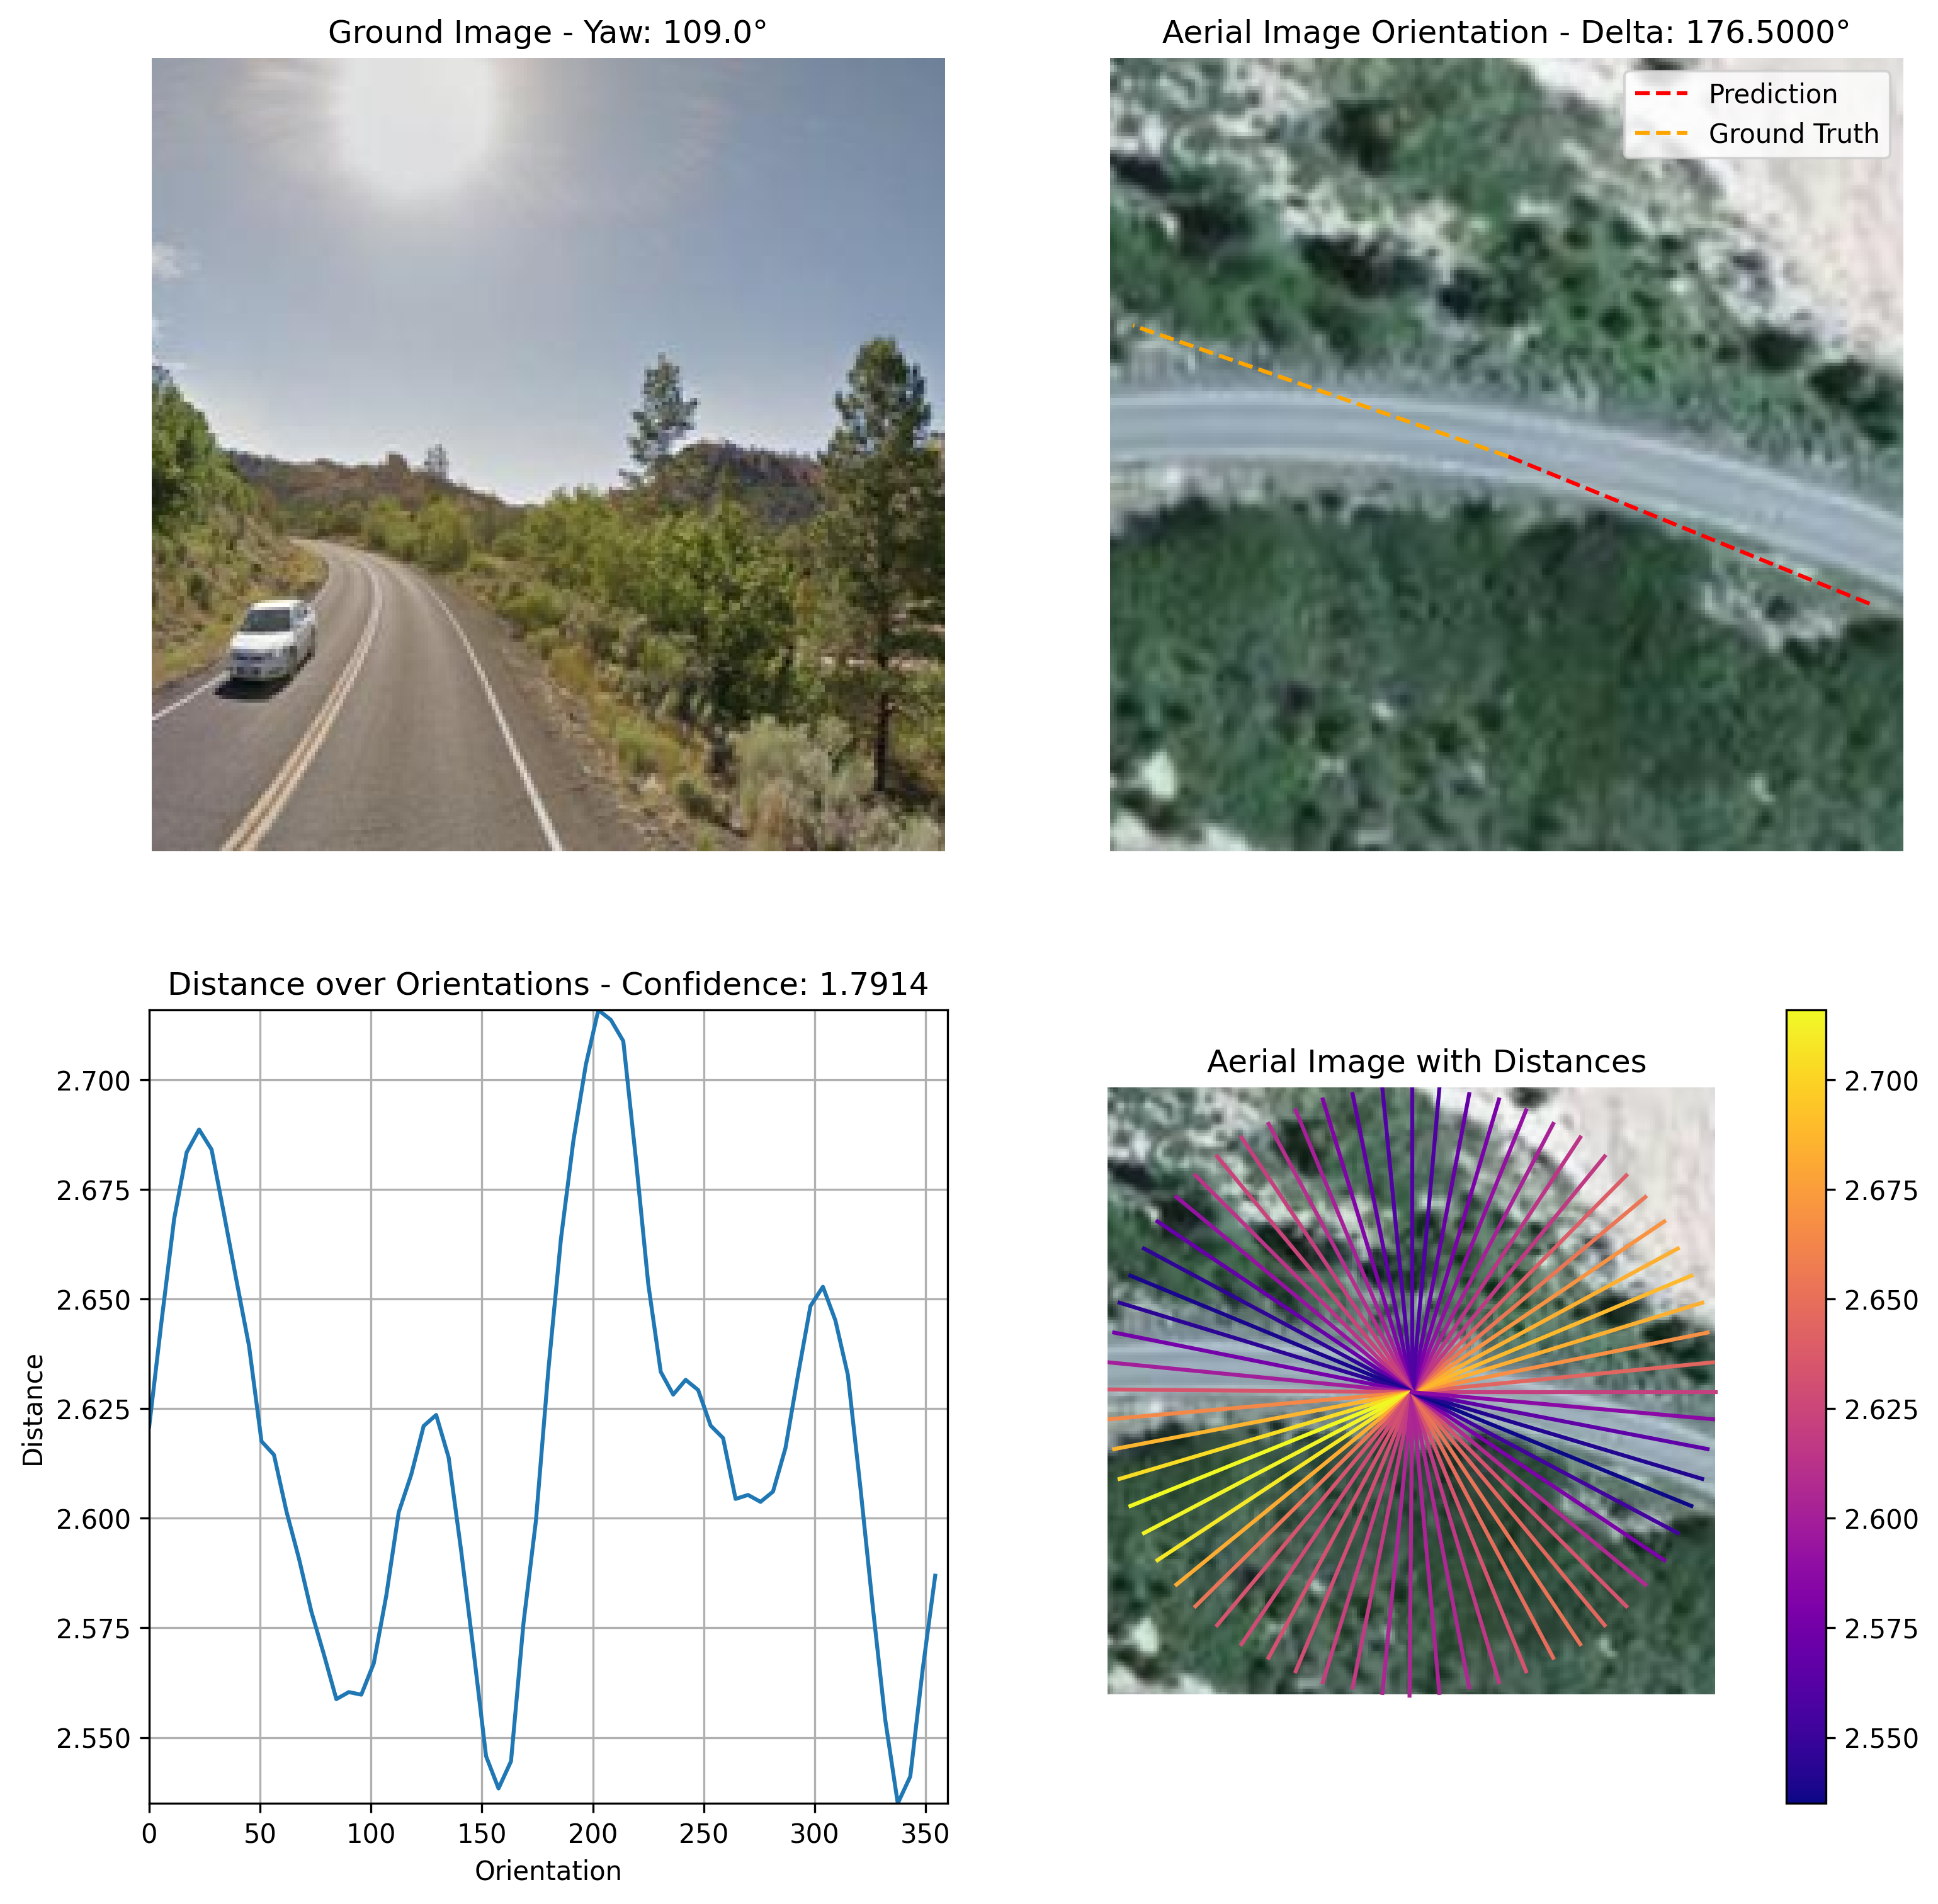 Ground Image - Yaw: 109.0°
Aerial Image Orientation - Delta: 176.5000°
Prediction
Ground Truth
Distance over Orientations - Confidence: 1.7914
Distance
2.700
2.675
2.650
2.625
2.600
2.575
2.550
0
50
100
150
200
250
300
350
Orientation
Aerial Image with Distances
2.700
2.675
2.650
2.625
2.600
2.575
2.550